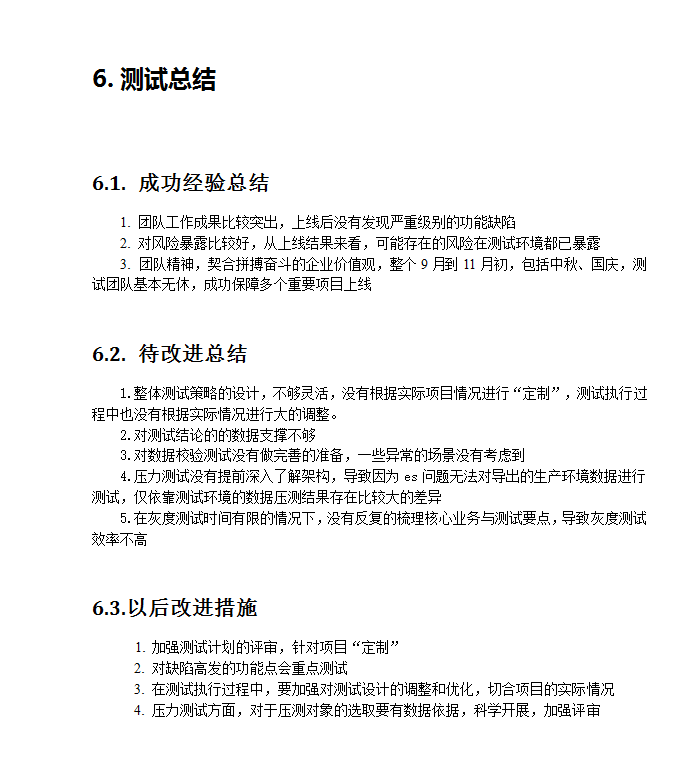 6. 测试总结
6.1. 成功经验总结
1. 团队工作成果比较突出，上线后没有发现严重级别的功能缺陷
2. 对风险暴露比较好，从上线结果来看，可能存在的风险在测试环境都已暴露
3. 团队精神，契合拼搏奋斗的企业价值观，整个 9 月到 11 月初，包括中秋、国庆，测
试团队基本无休，成功保障多个重要项目上线
6.2. 待改进总结
1.整体测试策略的设计，不够灵活，没有根据实际项目情况进行“定制”，测试执行过
程中也没有根据实际情况进行大的调整。
2.对测试结论的的数据支撑不够
3.对数据校验测试没有做完善的准备，一些异常的场景没有考虑到
4.压力测试没有提前深入了解架构，导致因为 es 问题无法对导出的生产环境数据进行
测试，仅依靠测试环境的数据压测结果存在比较大的差异
5.在灰度测试时间有限的情况下，没有反复的梳理核心业务与测试要点，导致灰度测试
效率不高
6.3.以后改进措施
1. 加强测试计划的评审，针对项目“定制”
2. 对缺陷高发的功能点会重点测试
3. 在测试执行过程中，要加强对测试设计的调整和优化，切合项目的实际情况
4. 压力测试方面，对于压测对象的选取要有数据依据，科学开展，加强评审